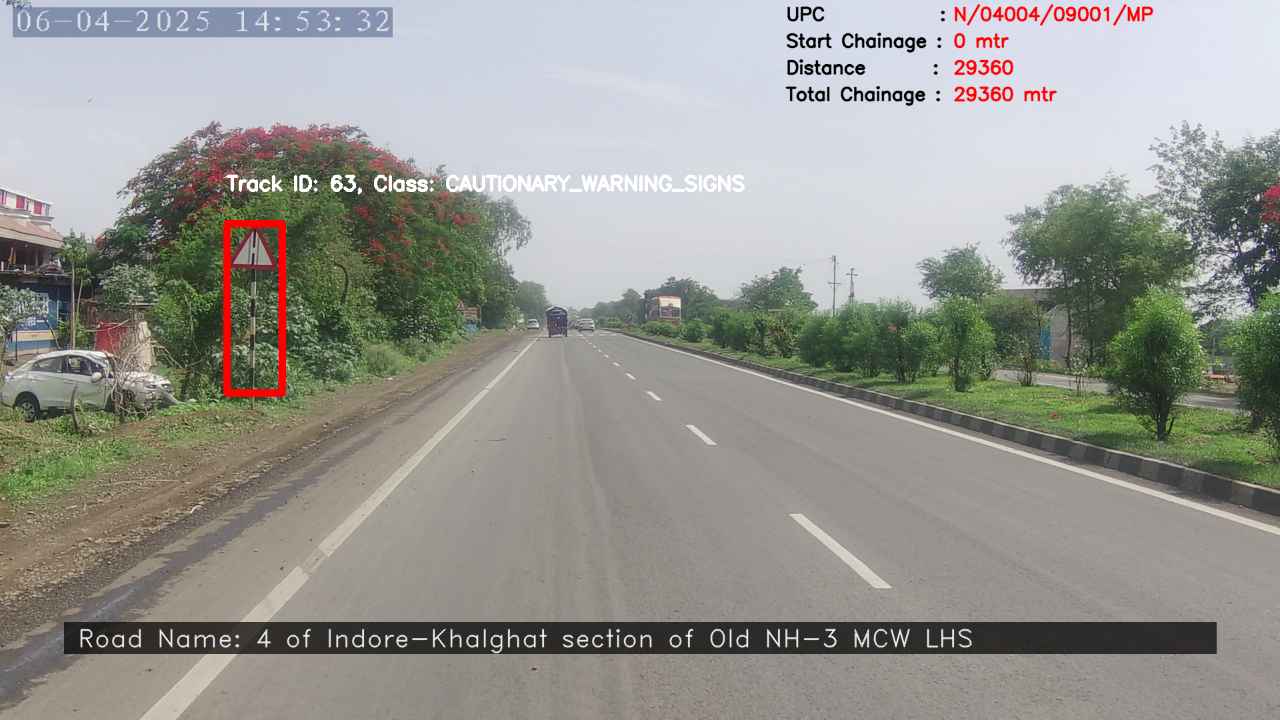 06-04-2025 14:53:32
UPC : N/04004/09001/MP
Start Chainage : 0 mtr
Distance : 29360
Total Chainage : 29360 mtr
Track ID: 63, Class: CAUTIONARY_WARNING_SIGNS
Road Name: 4 of Indore-Khalghat section of Old NH-3 MCW LHS